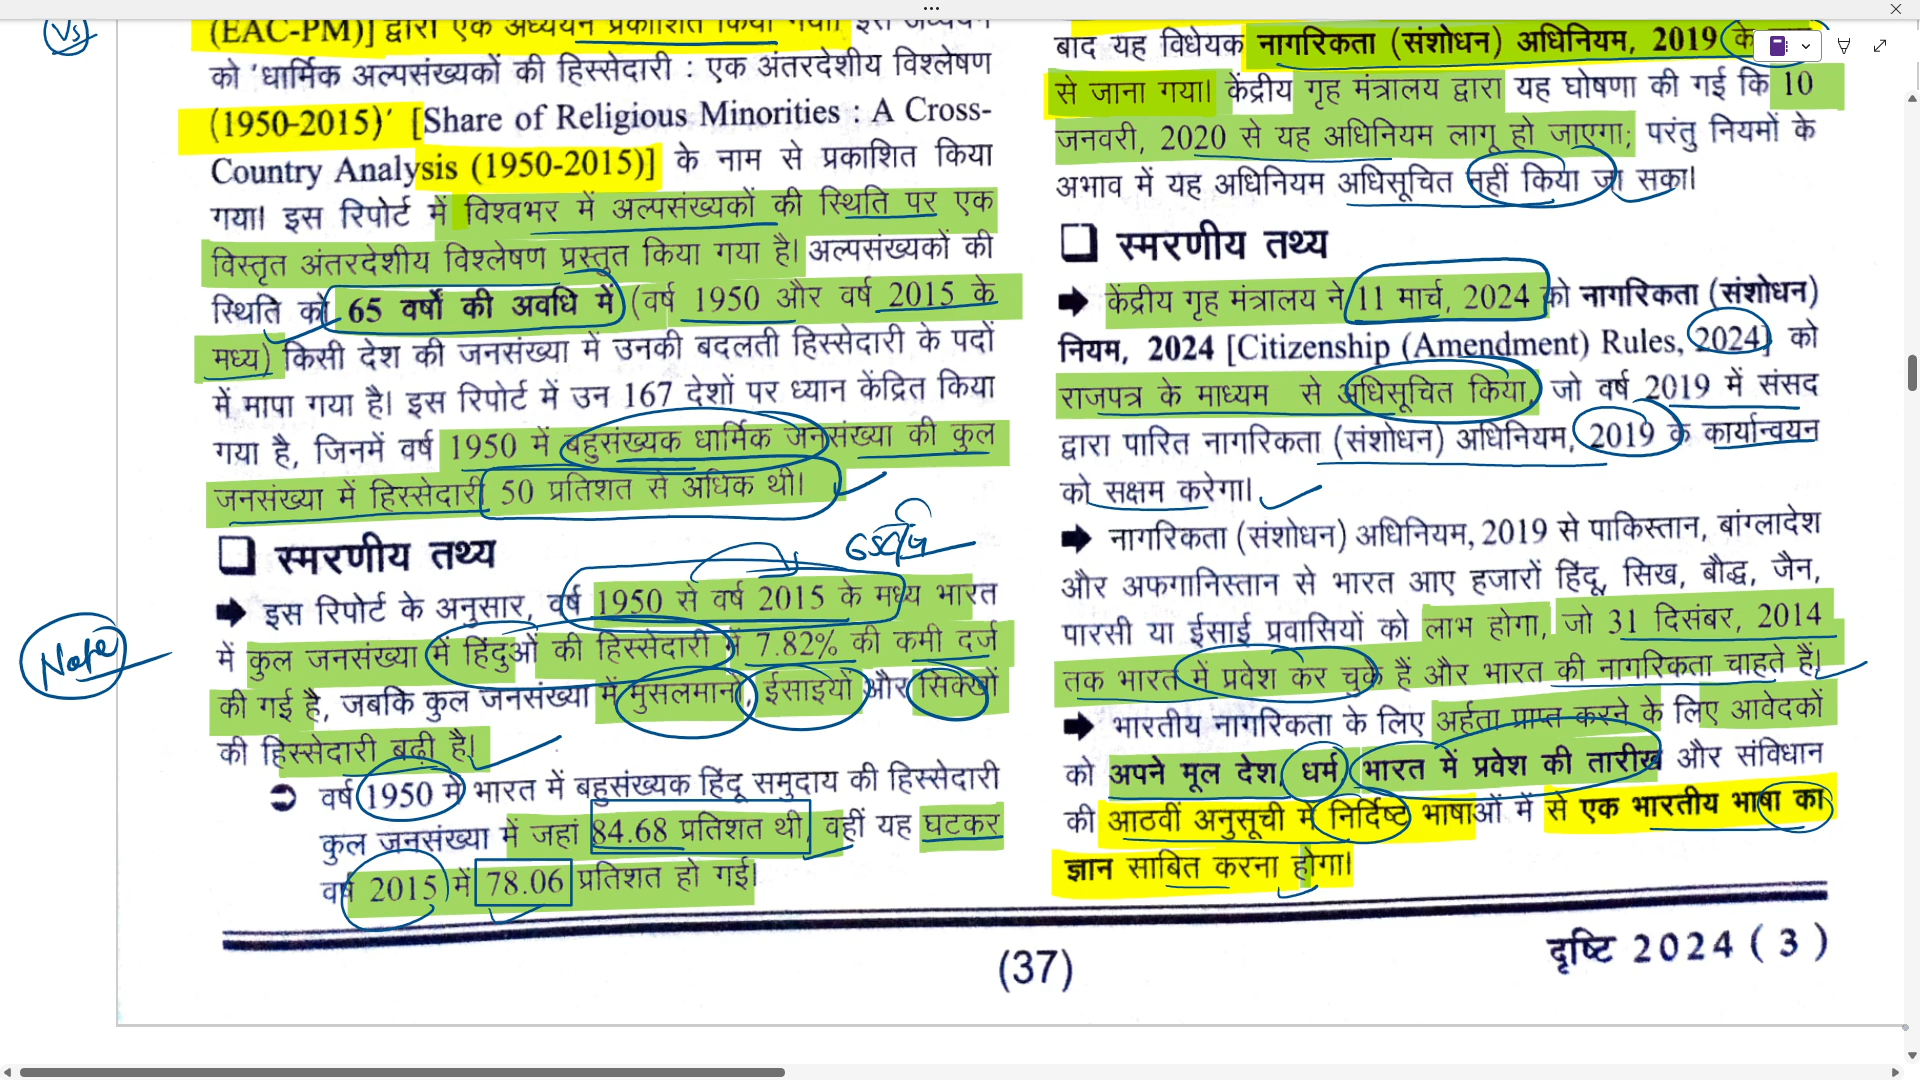 Vs
(EAC-PM)] द्वारा एक अध्ययन प्रकाशित किया गया। इस अध्ययन
को 'धार्मिक अल्पसंख्यकों की हिस्सेदारी : एक अंतरदेशीय विश्लेषण
(1950-2015)' [Share of Religious Minorities : A Cross-
Country Analysis (1950-2015)] के नाम से प्रकाशित किया
गया। इस रिपोर्ट में विश्वभर में अल्पसंख्यकों की स्थिति पर एक
विस्तृत अंतरदेशीय विश्लेषण प्रस्तुत किया गया है। अल्पसंख्यकों की
स्थिति को 65 वर्षों की अवधि में (वर्ष 1950 और वर्ष 2015 के
मध्य) किसी देश की जनसंख्या में उनकी बदलती हिस्सेदारी के पदों
में मापा गया है। इस रिपोर्ट में उन 167 देशों पर ध्यान केंद्रित किया
गया है, जिनमें वर्ष 1950 में बहुसंख्यक धार्मिक जनसंख्या की कुल
जनसंख्या में हिस्सेदारी 50 प्रतिशत से अधिक थी।
❑ स्मरणीय तथ्य
65वर्ष
Note
➡ इस रिपोर्ट के अनुसार, वर्ष 1950 से वर्ष 2015 के मध्य भारत
में कुल जनसंख्या में हिंदुओं की हिस्सेदारी में 7.82% की कमी दर्ज
की गई है, जबकि कुल जनसंख्या में मुसलमानों, ईसाइयों और सिक्खों
की हिस्सेदारी बढ़ी है।
➲ वर्ष 1950 में भारत में बहुसंख्यक हिंदू समुदाय की हिस्सेदारी
कुल जनसंख्या में जहां 84.68 प्रतिशत थी, वहीं यह घटकर
वर्ष 2015 में 78.06 प्रतिशत हो गई।
बाद यह विधेयक नागरिकता (संशोधन) अधिनियम, 2019 के
से जाना गया। केंद्रीय गृह मंत्रालय द्वारा यह घोषणा की गई कि 10
जनवरी, 2020 से यह अधिनियम लागू हो जाएगा; परंतु नियमों के
अभाव में यह अधिनियम अधिसूचित नहीं किया जा सका।
❑ स्मरणीय तथ्य
➡ केंद्रीय गृह मंत्रालय ने 11 मार्च, 2024 को नागरिकता (संशोधन)
नियम, 2024 [Citizenship (Amendment) Rules, 2024] को
राजपत्र के माध्यम से अधिसूचित किया, जो वर्ष 2019 में संसद
द्वारा पारित नागरिकता (संशोधन) अधिनियम, 2019 के कार्यान्वयन
को सक्षम करेगा।
➡ नागरिकता (संशोधन) अधिनियम, 2019 से पाकिस्तान, बांग्लादेश
और अफगानिस्तान से भारत आए हजारों हिंदू, सिख, बौद्ध, जैन,
पारसी या ईसाई प्रवासियों को लाभ होगा, जो 31 दिसंबर, 2014
तक भारत में प्रवेश कर चुके हैं और भारत की नागरिकता चाहते हैं।
➡ भारतीय नागरिकता के लिए अर्हता प्राप्त करने के लिए आवेदकों
को अपने मूल देश, धर्म, भारत में प्रवेश की तारीख और संविधान
की आठवीं अनुसूची में निर्दिष्ट भाषाओं में से एक भारतीय भाषा का
ज्ञान साबित करना होगा।
(37)
दृष्टि 2024 ( 3 )